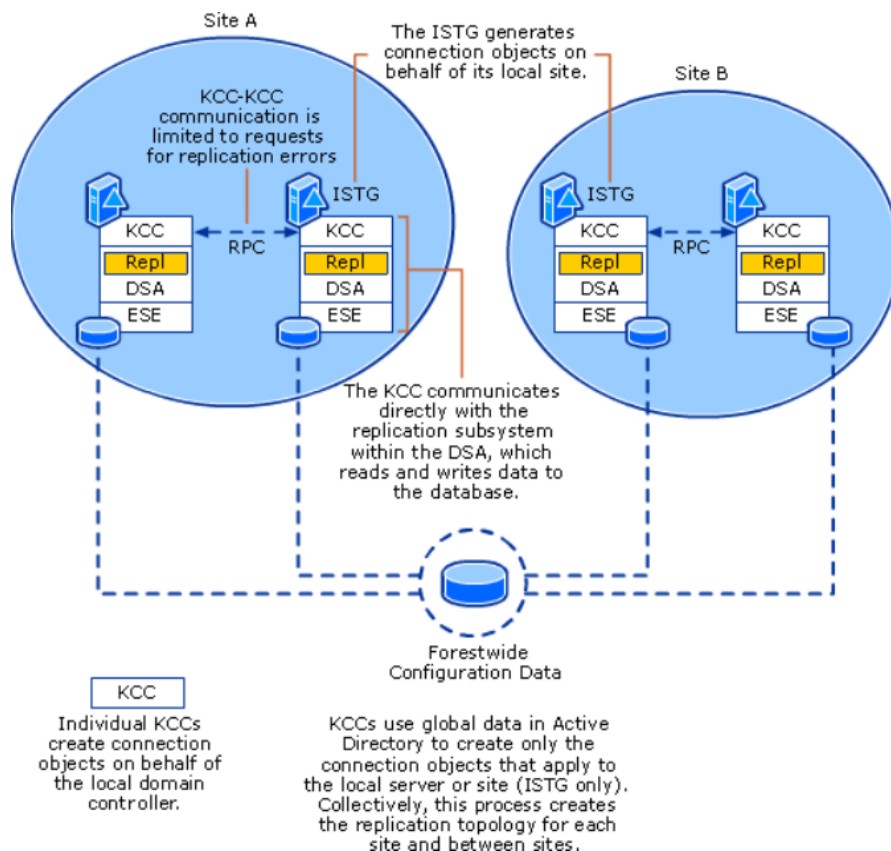 Site A
The ISTG generates
connection objects on
behalf of its local site.
Site B
KCC-KCC
communication is
limited to requests
for replication errors
ISTG
ISTG
KCC
RPC
KCC
KCC
RPC
KCC
Repl
Repl
Repl
Repl
DSA
DSA
DSA
DSA
ESE
ESE
ESE
ESE
The KCC communicates
directly with the
replication subsystem
within the DSA, which
reads and writes data to
the database.
Forestwide
Configuration Data
KCC
Individual KCCs
create connection
objects on behalf of
the local domain
controller.
KCCs use global data in Active
Directory to create only the
connection objects that apply to
the local server or site (ISTG only).
Collectively, this process creates
the replication topology for each
site and between sites.